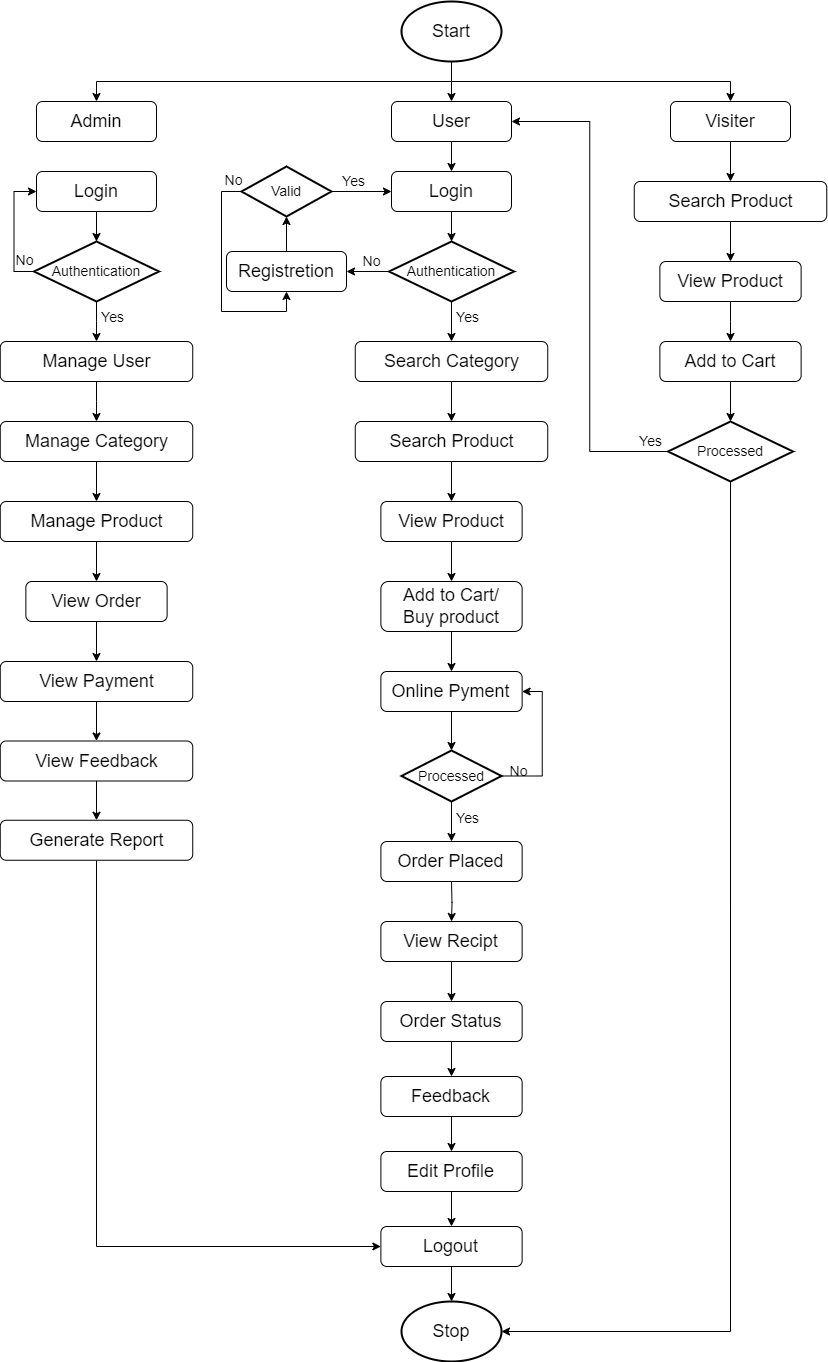 Start
Admin
User
Visiter
Login
No
Authentication
Yes
Manage User
Manage Category
Manage Product
View Order
View Payment
View Feedback
Generate Report
No
Valid
Yes
Login
Registretion
No
Authentication
Yes
Search Category
Search Product
View Product
Add to Cart/
Buy product
Online Pyment
Processed
No
Yes
Order Placed
View Recipt
Order Status
Feedback
Edit Profile
Logout
Stop
Search Product
View Product
Add to Cart
Yes
Processed